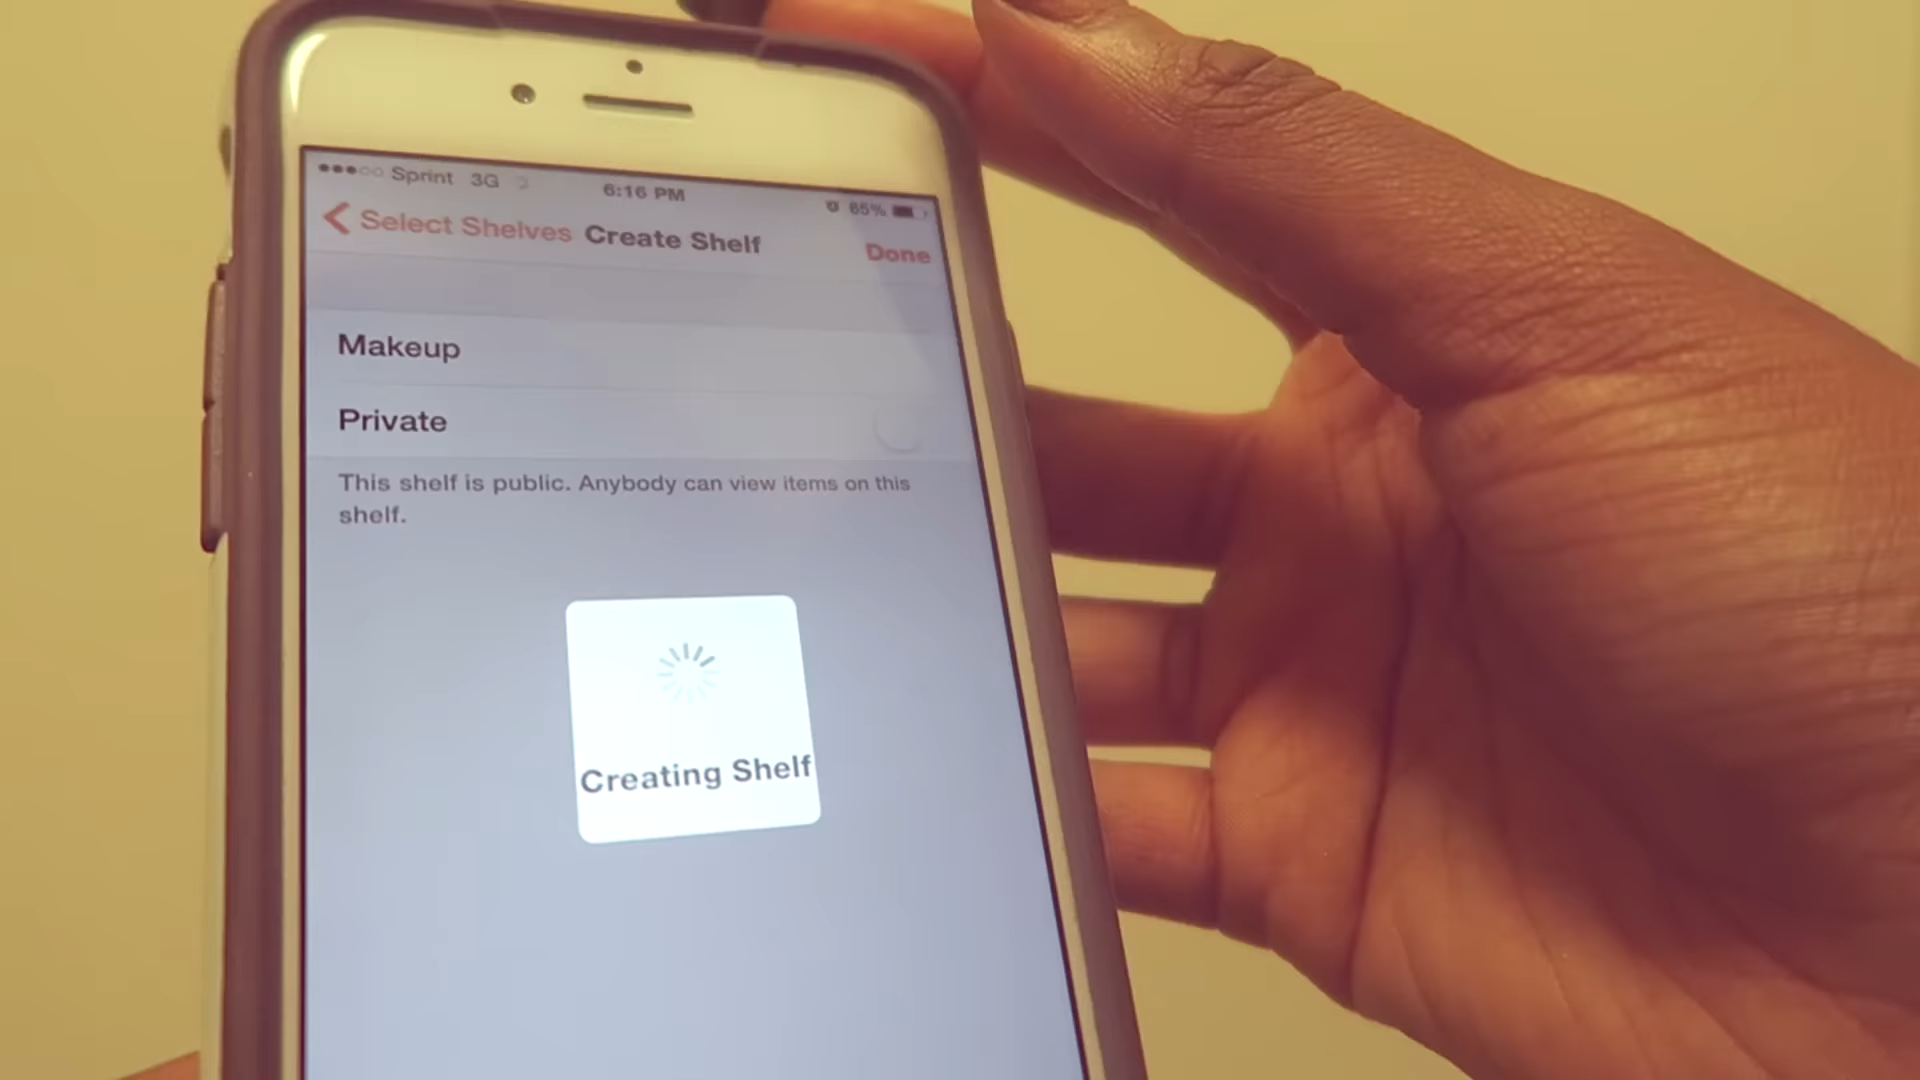 Sprint 3G 6:16 PM 65%
Select Shelves Create Shelf Done
Makeup
Private
This shelf is public. Anybody can view items on this
shelf.
Creating Shelf